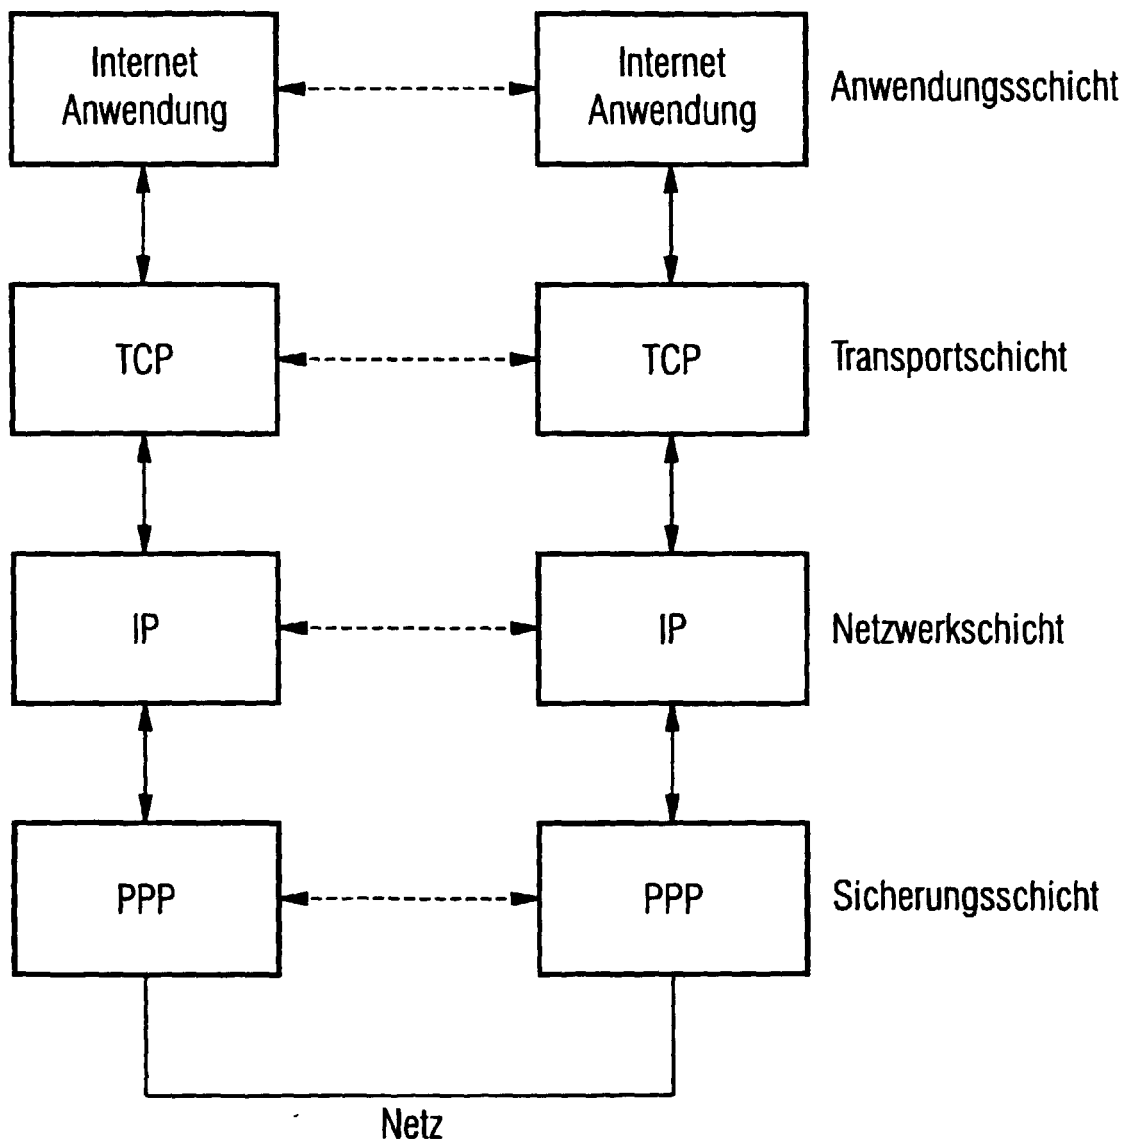 Internet
Anwendung
Internet
Anwendung
Anwendungsschicht
TCP
TCP
Transportschicht
IP
IP
Netzwerkschicht
PPP
PPP
Sicherungsschicht
Netz